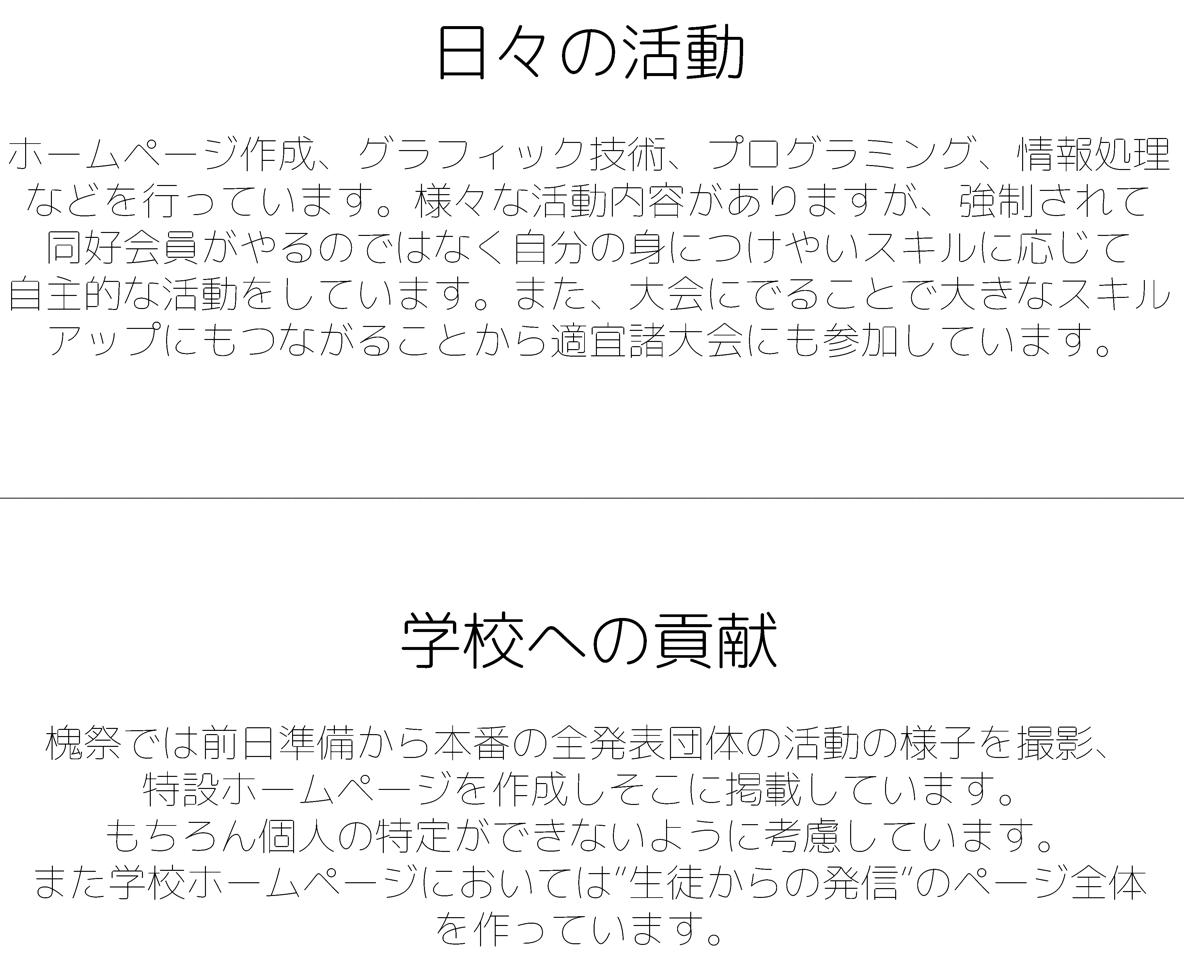 日々の活動
ホームページ作成、グラフィック技術、プログラミング、情報処理
などを行っています。様々な活動内容がありますが、強制されて
同好会員がやるのではなく自分の身につけやいスキルに応じて
自主的な活動をしています。また、大会にでることで大きなスキル
アップにもつながることから適宜諸大会にも参加しています。
学校への貢献
槐祭では前日準備から本番の全発表団体の活動の様子を撮影、
特設ホームページを作成しそこに掲載しています。
もちろん個人の特定ができないように考慮しています。
また学校ホームページにおいては"生徒からの発信"のページ全体
を作っています。